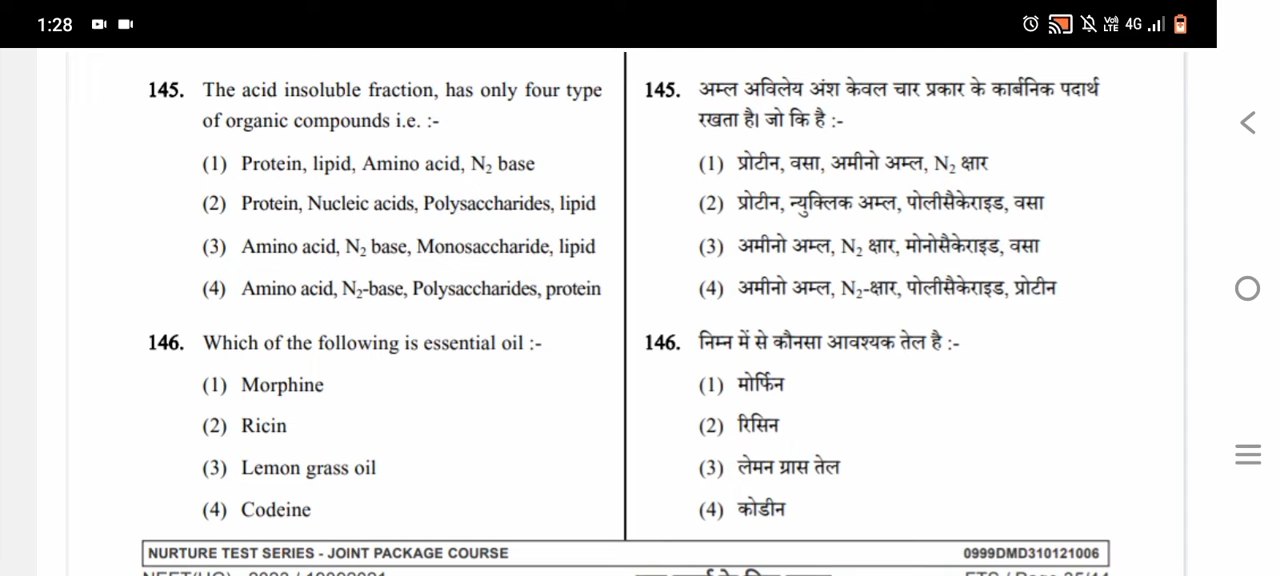 1:28
VoD LTE 4G
145. The acid insoluble fraction, has only four type
of organic compounds i.e. :-
(1) Protein, lipid, Amino acid, N₂ base
(2) Protein, Nucleic acids, Polysaccharides, lipid
(3) Amino acid, N₂ base, Monosaccharide, lipid
(4) Amino acid, N₂-base, Polysaccharides, protein
146. Which of the following is essential oil :-
(1) Morphine
(2) Ricin
(3) Lemon grass oil
(4) Codeine
145. अम्ल अविलेय अंश केवल चार प्रकार के कार्बनिक पदार्थ
रखता है। जो कि है :-
(1) प्रोटीन, वसा, अमीनो अम्ल, N₂ क्षार
(2) प्रोटीन, न्युक्लिक अम्ल, पोलीसैकेराइड, वसा
(3) अमीनो अम्ल, N₂ क्षार, मोनोसैकेराइड, वसा
(4) अमीनो अम्ल, N₂-क्षार, पोलीसैकेराइड, प्रोटीन
146. निम्न में से कौनसा आवश्यक तेल है :-
(1) मोर्फिन
(2) रिसिन
(3) लेमन ग्रास तेल
(4) कोडीन
NURTURE TEST SERIES - JOINT PACKAGE COURSE
0999DMD310121006